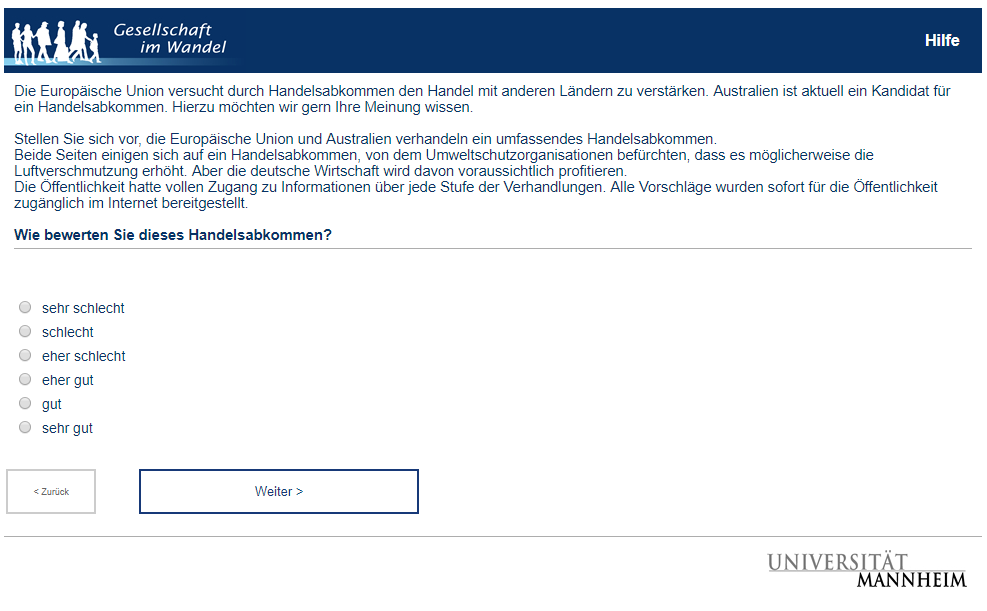 Gesellschaft
im Wandel
Hilfe
Die Europäische Union versucht durch Handelsabkommen den Handel mit anderen Ländern zu verstärken. Australien ist aktuell ein Kandidat für
ein Handelsabkommen. Hierzu möchten wir gern Ihre Meinung wissen.
Stellen Sie sich vor, die Europäische Union und Australien verhandeln ein umfassendes Handelsabkommen.
Beide Seiten einigen sich auf ein Handelsabkommen, von dem Umweltschutzorganisationen befürchten, dass es möglicherweise die
Luftverschmutzung erhöht. Aber die deutsche Wirtschaft wird davon voraussichtlich profitieren.
Die Öffentlichkeit hatte vollen Zugang zu Informationen über jede Stufe der Verhandlungen. Alle Vorschläge wurden sofort für die Öffentlichkeit
zugänglich im Internet bereitgestellt.
Wie bewerten Sie dieses Handelsabkommen?
sehr schlecht
schlecht
eher schlecht
eher gut
gut
sehr gut
< Zurück
Weiter >
UNIVERSITÄT
MANNHEIM